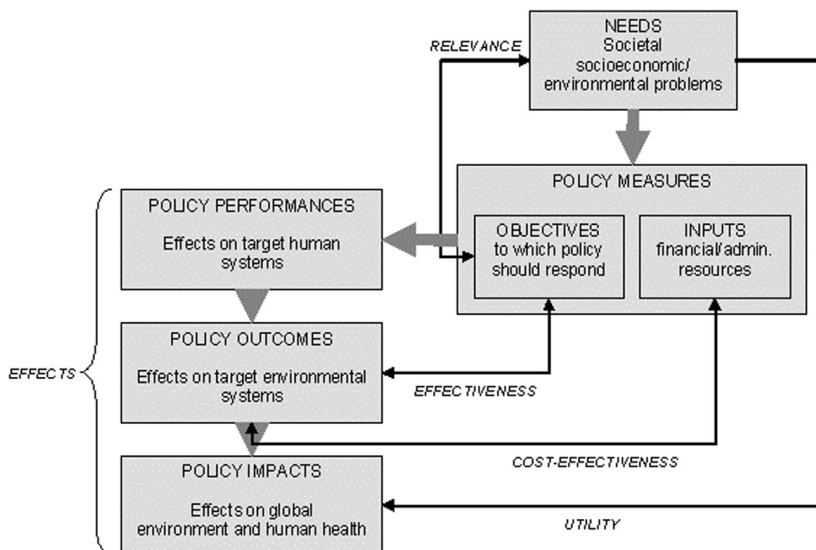 NEEDS
Societal
socioeconomic/
environmental problems
RELEVANCE
POLICY MEASURES
OBJECTIVES
to which policy
should respond
INPUTS
financial/admin.
resources
POLICY PERFORMANCES
Effects on target human
systems
POLICY OUTCOMES
Effects on target environmental
systems
EFFECTS
EFFECTIVENESS
COST-EFFECTIVENESS
POLICY IMPACTS
Effects on global
environment and human health
UTILITY